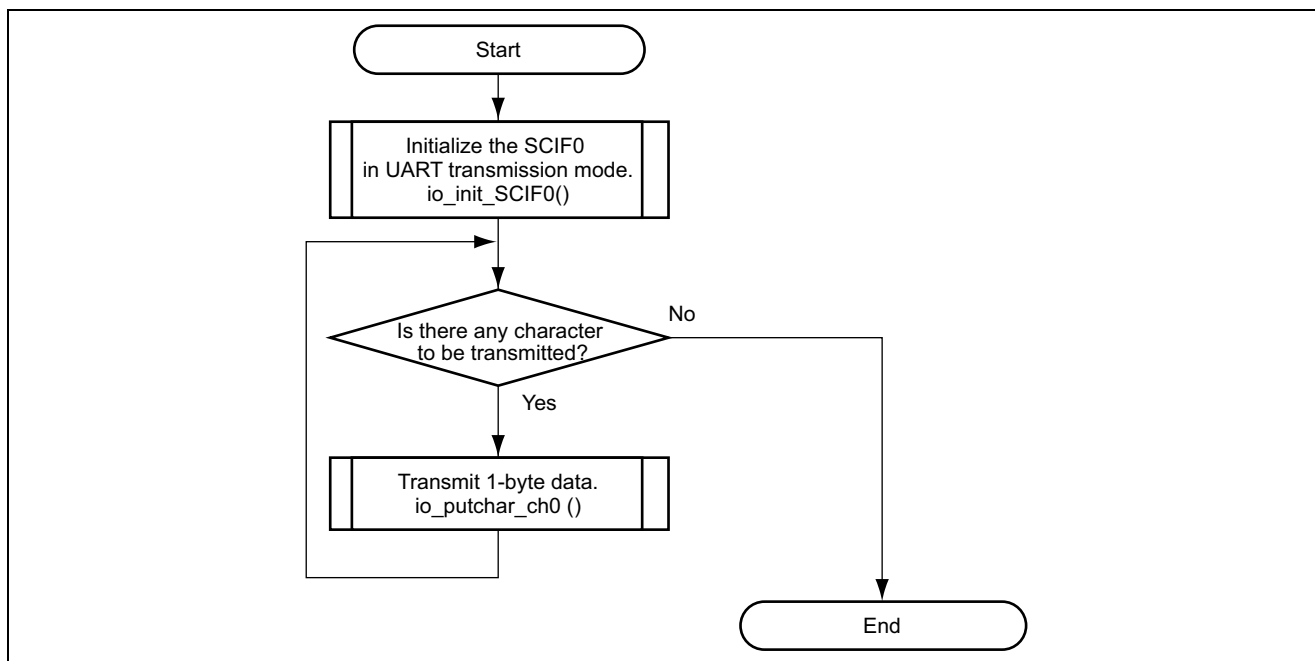 Start
Initialize the SCIF0
in UART transmission mode.
io_init_SCIF0()
Is there any character
to be transmitted?
No
Yes
Transmit 1-byte data.
io_putchar_ch0 ()
End